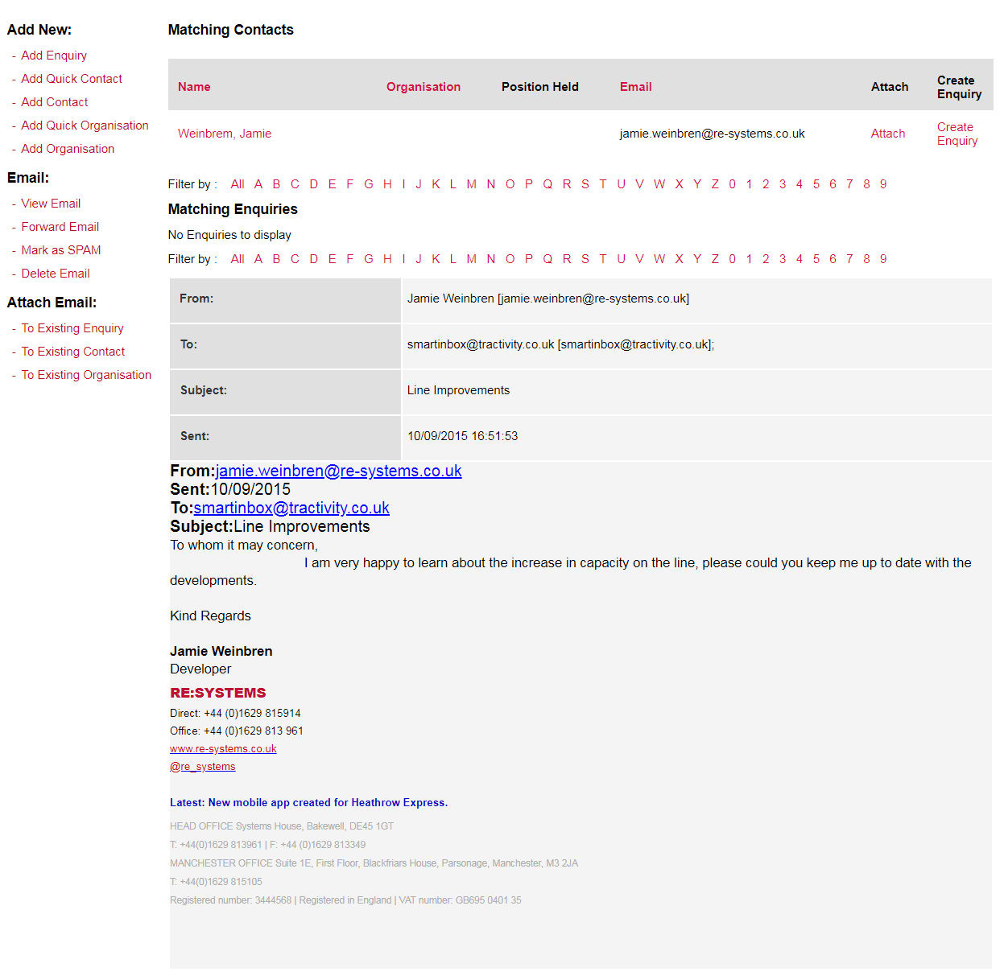 Add New:
- Add Enquiry
- Add Quick Contact
- Add Contact
- Add Quick Organisation
- Add Organisation
Email:
- View Email
- Forward Email
- Mark as SPAM
- Delete Email
Attach Email:
- To Existing Enquiry
- To Existing Contact
- To Existing Organisation
Matching Contacts
Name Organisation Position Held Email Attach Create Enquiry
Weinbrem, Jamie jamie.weinbren@re-systems.co.uk Attach Create Enquiry
Filter by : All A B C D E F G H I J K L M N O P Q R S T U V W X Y Z 0 1 2 3 4 5 6 7 8 9
Matching Enquiries
No Enquiries to display
Filter by : All A B C D E F G H I J K L M N O P Q R S T U V W X Y Z 0 1 2 3 4 5 6 7 8 9
From: Jamie Weinbren [jamie.weinbren@re-systems.co.uk]
To: smartinbox@tractivity.co.uk [smartinbox@tractivity.co.uk];
Subject: Line Improvements
Sent: 10/09/2015 16:51:53
From:jamie.weinbren@re-systems.co.uk
Sent:10/09/2015
To:smartinbox@tractivity.co.uk
Subject:Line Improvements
To whom it may concern,
I am very happy to learn about the increase in capacity on the line, please could you keep me up to date with the
developments.
Kind Regards
Jamie Weinbren
Developer
RE:SYSTEMS
Direct: +44 (0)1629 815914
Office: +44 (0)1629 813 961
www.re-systems.co.uk
@re_systems
Latest: New mobile app created for Heathrow Express.
HEAD OFFICE Systems House, Bakewell, DE45 1GT
T: +44(0)1629 813961 | F: +44 (0)1629 813349
MANCHESTER OFFICE Suite 1E, First Floor, Blackfriars House, Parsonage, Manchester, M3 2JA
T: +44(0)1629 815105
Registered number: 3444568 | Registered in England | VAT number: GB695 0401 35